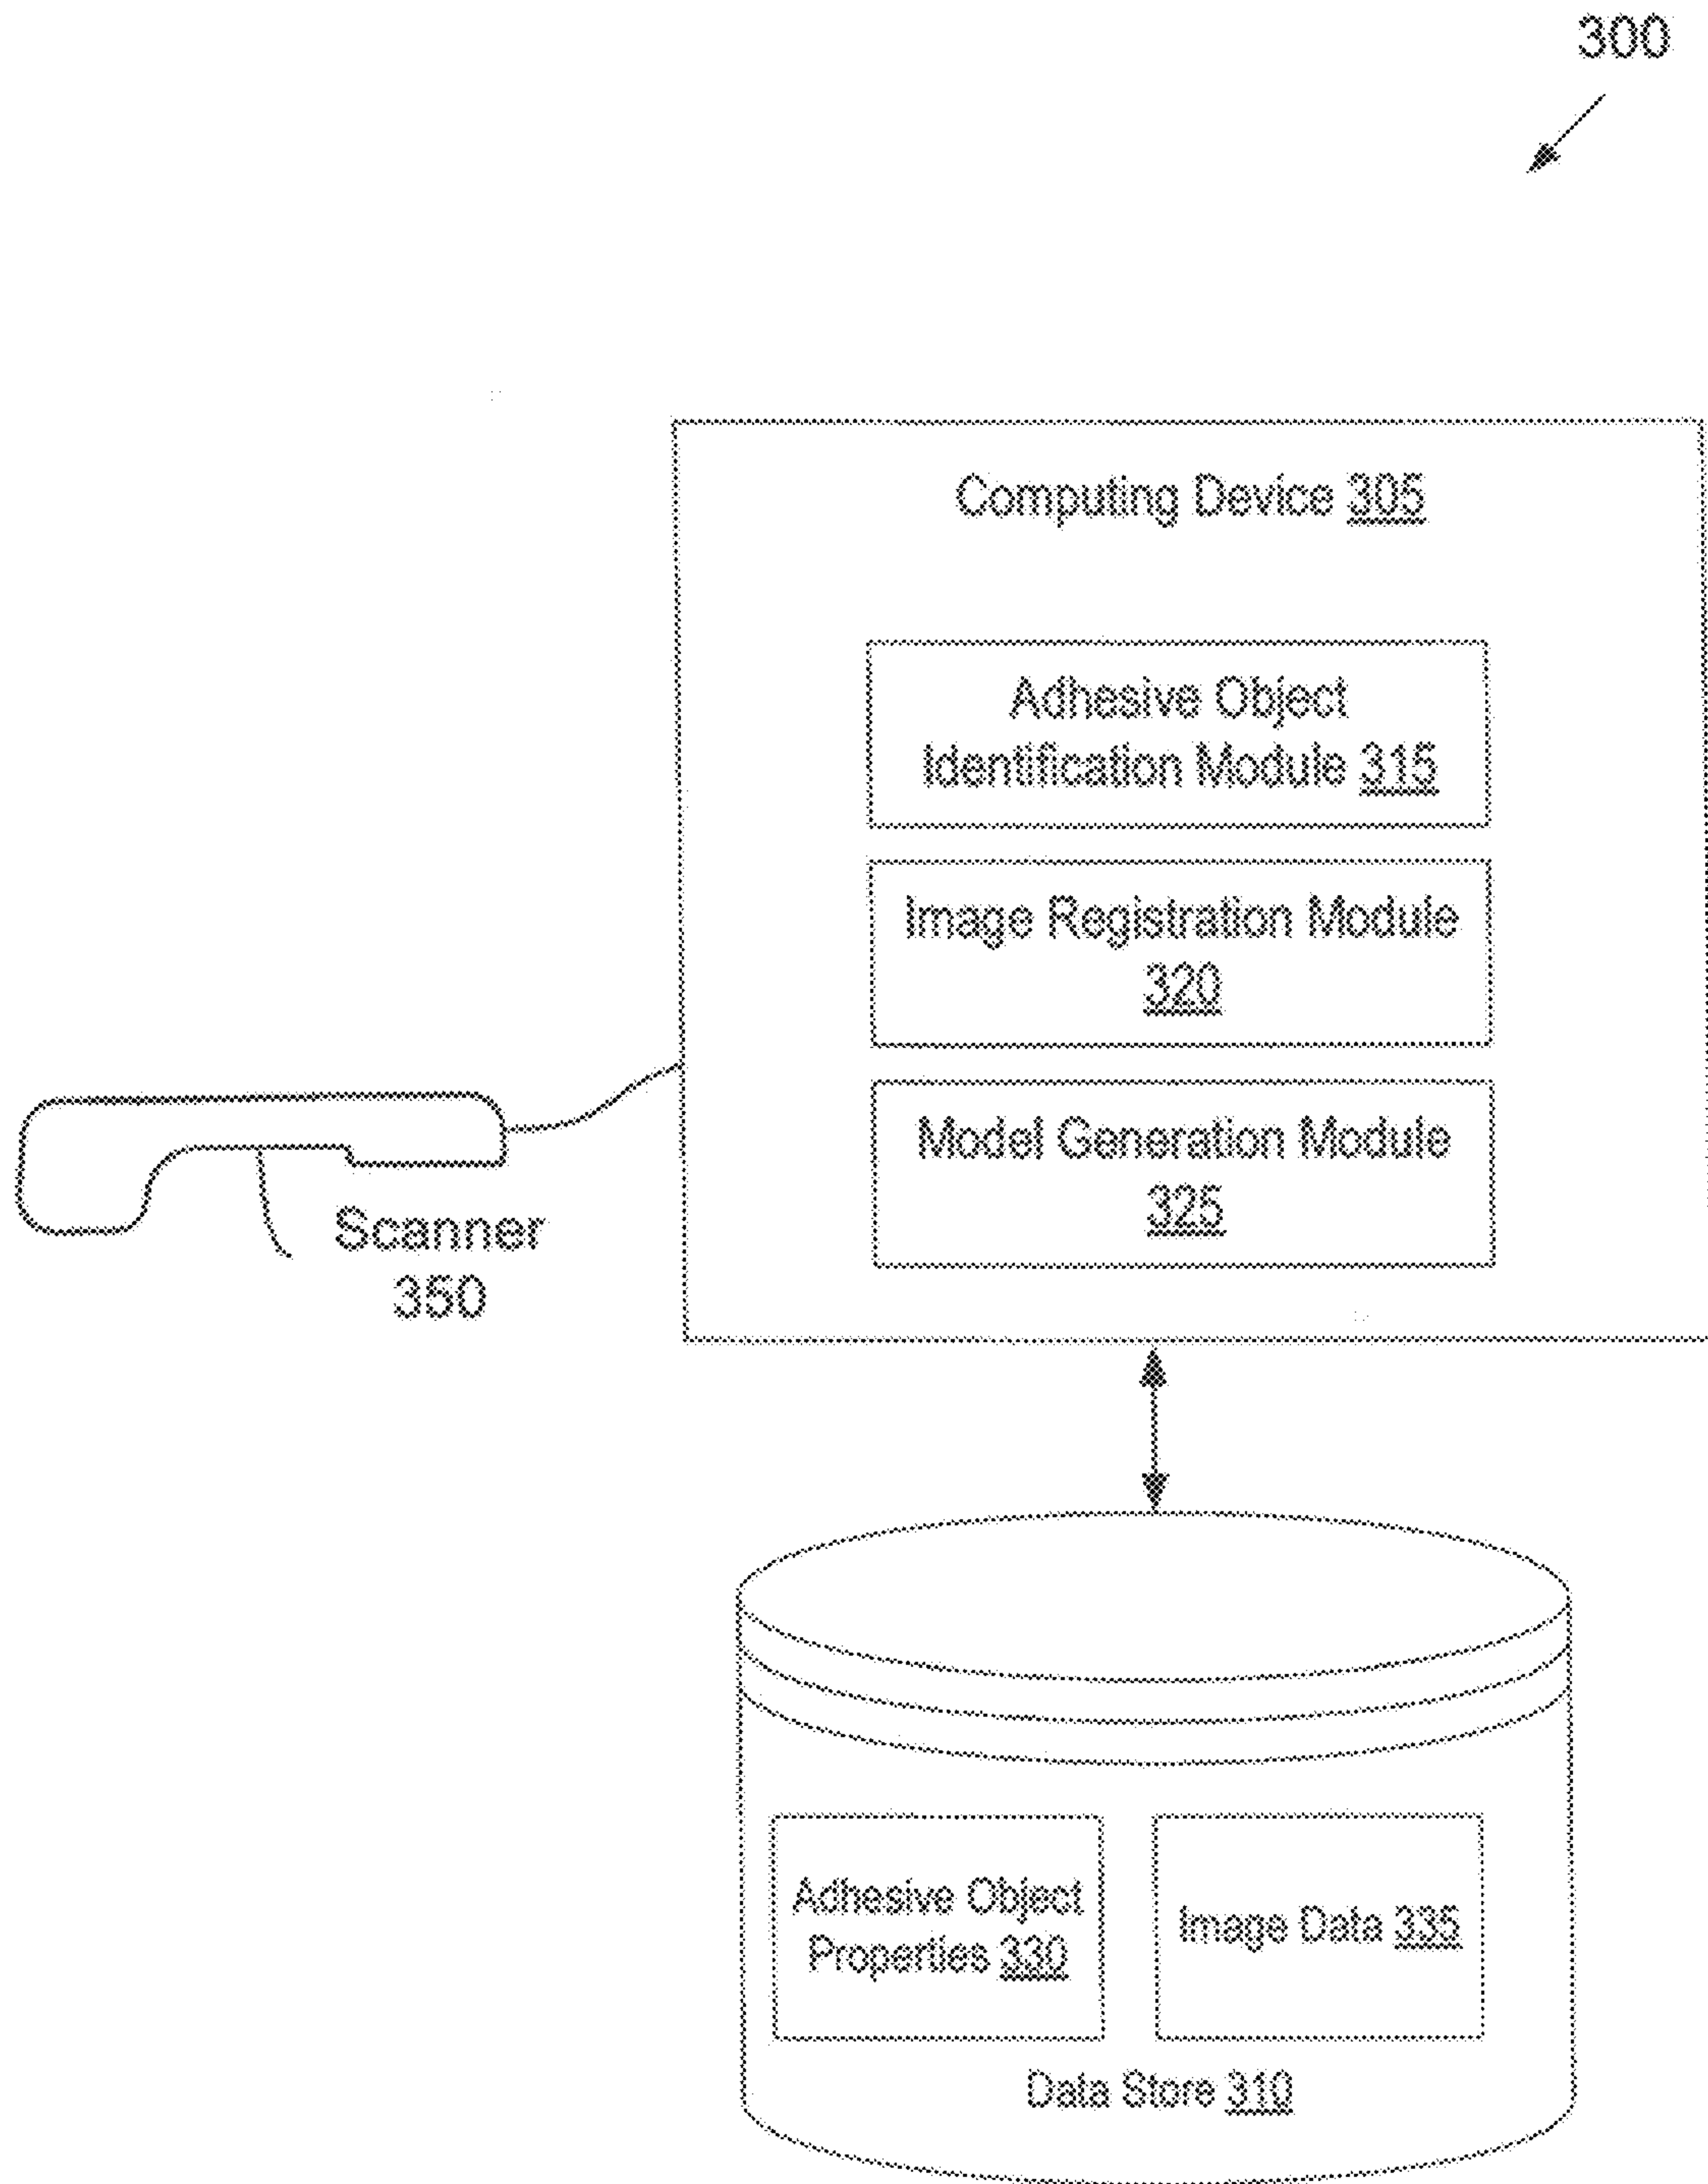 300
Computing Device 305
Adhesive Object
Identification Module 315
Image Registration Module
320
Model Generation Module
325
Scanner
350
Adhesive Object
Properties 330
Image Data 335
Data Store 310